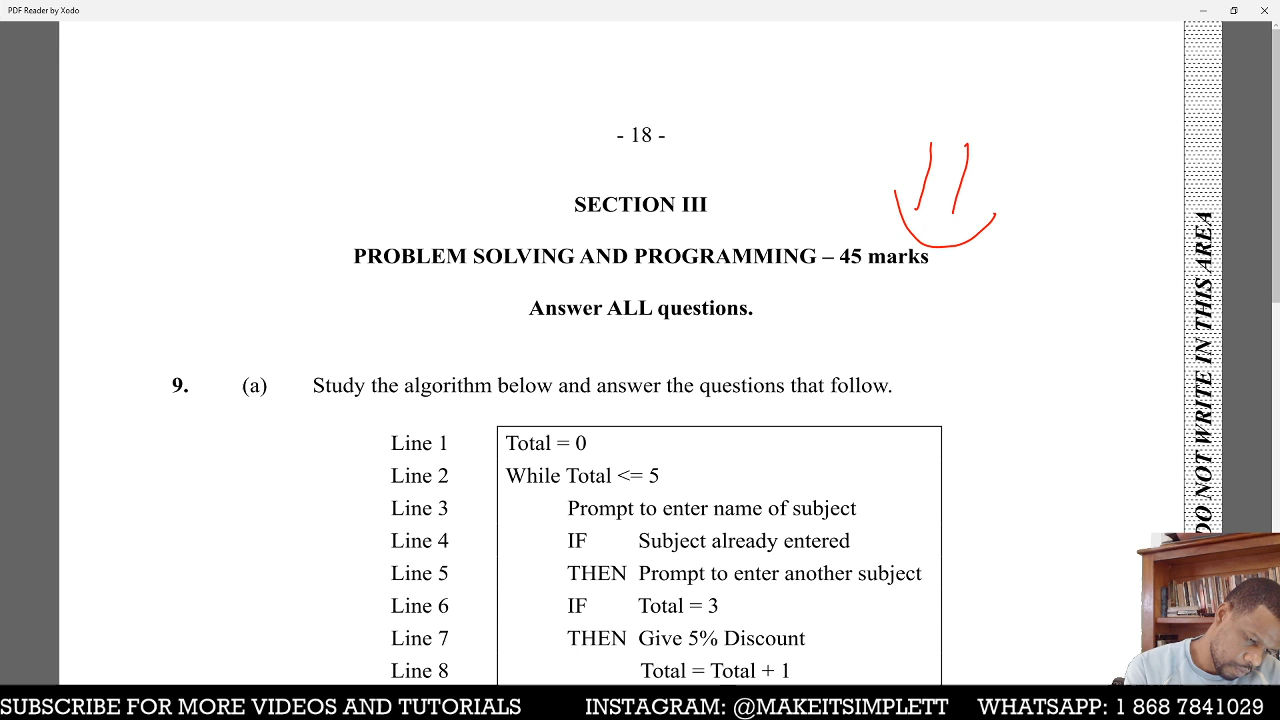 PDF Reader by Xodo
- 18 -
SECTION III
PROBLEM SOLVING AND PROGRAMMING – 45 marks
Answer ALL questions.
9. (a) Study the algorithm below and answer the questions that follow.
Line 1 Total = 0
Line 2 While Total <= 5
Line 3 Prompt to enter name of subject
Line 4 IF Subject already entered
Line 5 THEN Prompt to enter another subject
Line 6 IF Total = 3
Line 7 THEN Give 5% Discount
Line 8 Total = Total + 1
DO NOT WRITE IN THIS AREA
SUBSCRIBE FOR MORE VIDEOS AND TUTORIALS INSTAGRAM: @MAKEITSIMPLETT WHATSAPP: 1 868 7841029